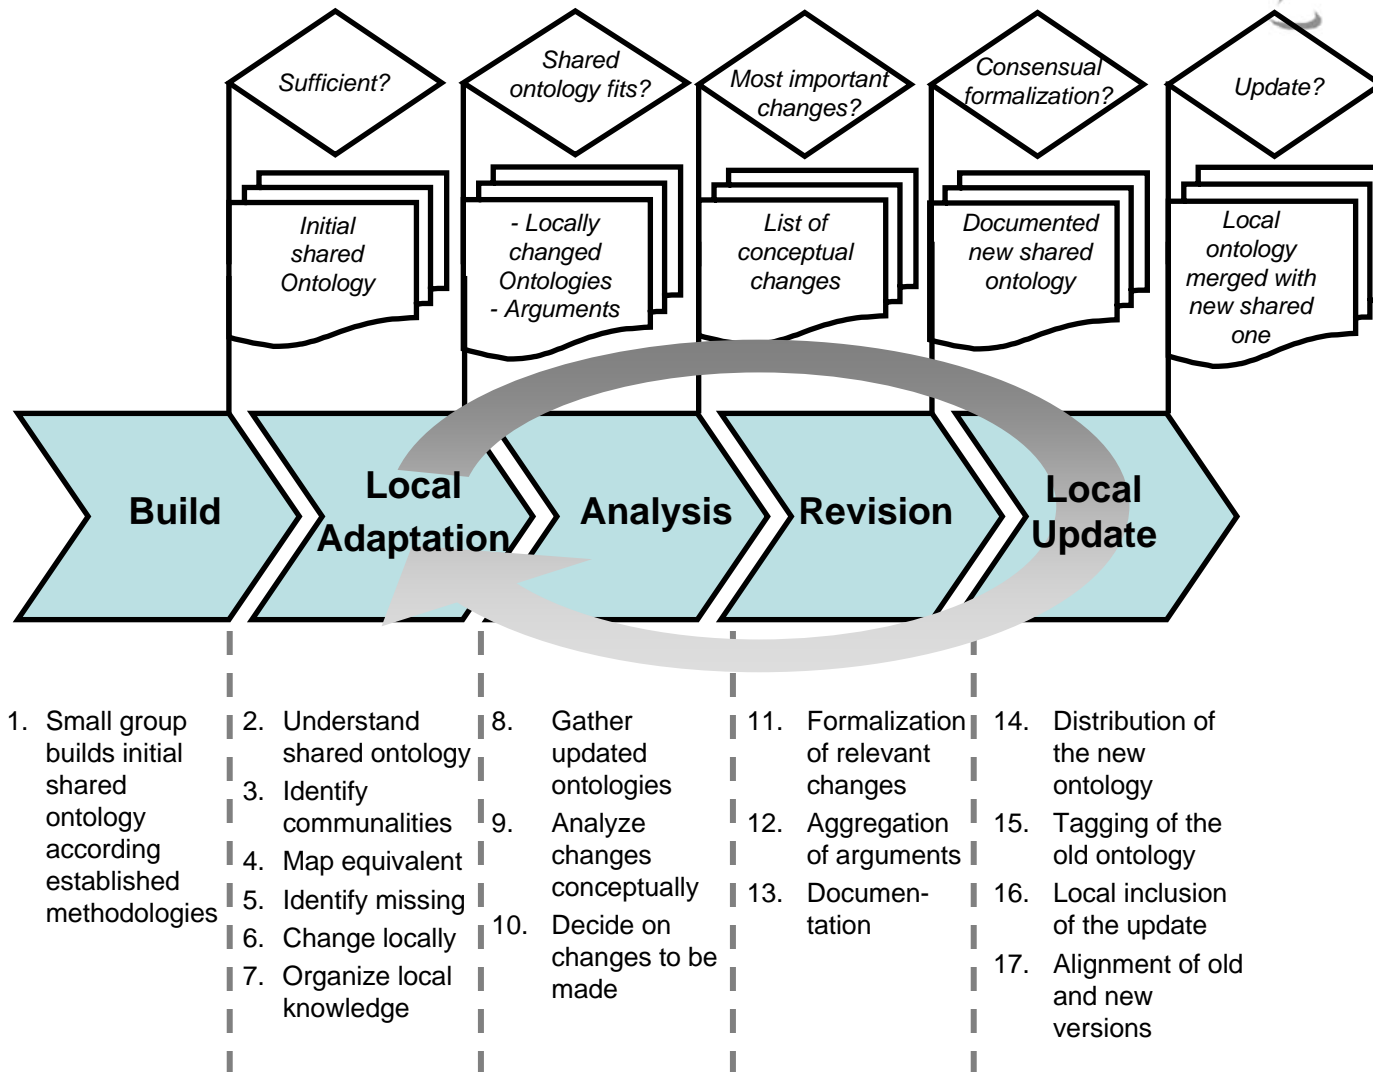 Sufficient?
Shared
ontology fits?
Most important
changes?
Consensual
formalization?
Update?
Initial
shared
Ontology
- Locally
changed
Ontologies
- Arguments
List of
conceptual
changes
Documented
new shared
ontology
Local
ontology
merged with
new shared
one
Build
Local
Adaptation
Analysis
Revision
Local
Update
1. Small group
builds initial
shared
ontology
according
established
methodologies
2. Understand
shared ontology
3. Identify
communalities
4. Map equivalent
5. Identify missing
6. Change locally
7. Organize local
knowledge
8. Gather
updated
ontologies
9. Analyze
changes
conceptually
10. Decide on
changes to be
made
11. Formalization
of relevant
changes
12. Aggregation
of arguments
13. Documen-
tation
14. Distribution of
the new
ontology
15. Tagging of the
old ontology
16. Local inclusion
of the update
17. Alignment of old
and new
versions